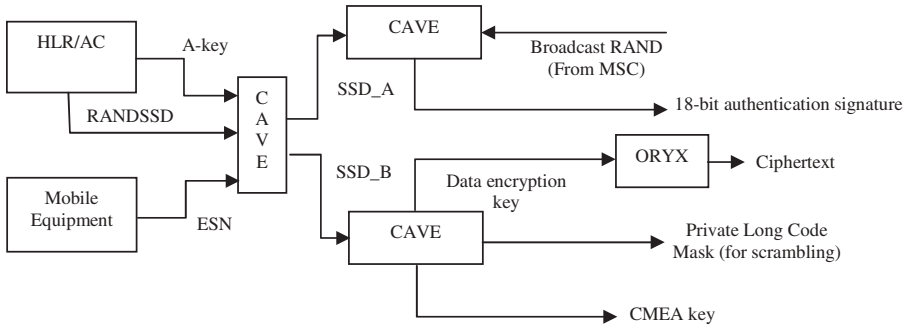 HLR/AC
A-key
RANDSSD
Mobile
Equipment
ESN
C
A
V
E
SSD_A
SSD_B
CAVE
Broadcast RAND
(From MSC)
18-bit authentication signature
CAVE
Data encryption
key
ORYX
Ciphertext
Private Long Code
Mask (for scrambling)
CMEA key